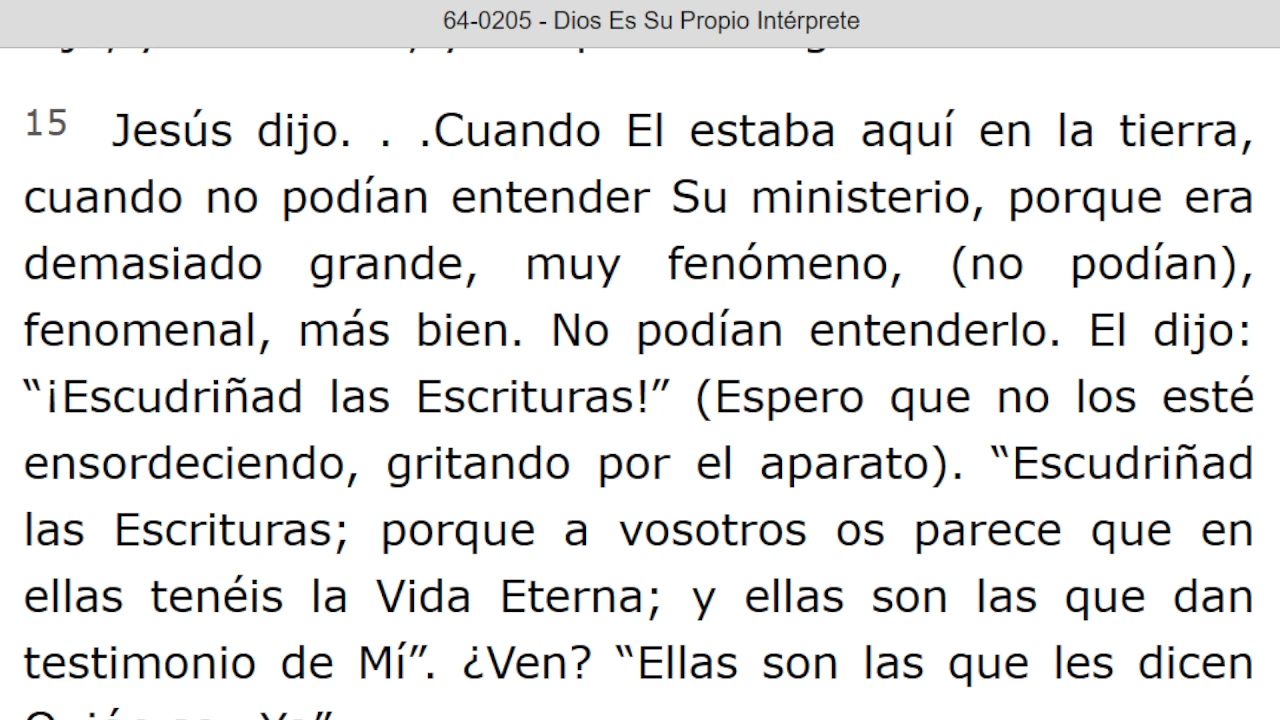 64-0205 - Dios Es Su Propio Intérprete
15 Jesús dijo. . .Cuando El estaba aquí en la tierra,
cuando no podían entender Su ministerio, porque era
demasiado grande, muy fenómeno, (no podían),
fenomenal, más bien. No podían entenderlo. El dijo:
“¡Escudriñad las Escrituras!” (Espero que no los esté
ensordeciendo, gritando por el aparato). “Escudriñad
las Escrituras; porque a vosotros os parece que en
ellas tenéis la Vida Eterna; y ellas son las que dan
testimonio de Mí”. ¿Ven? “Ellas son las que les dicen